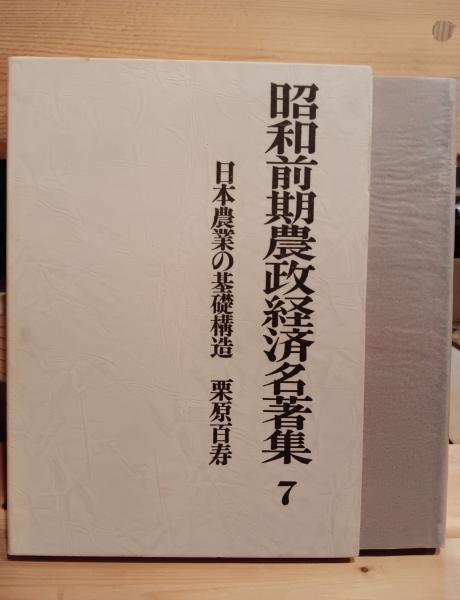 昭和前期農政経済名著集 7
日本農業の基礎構造 栗原百寿